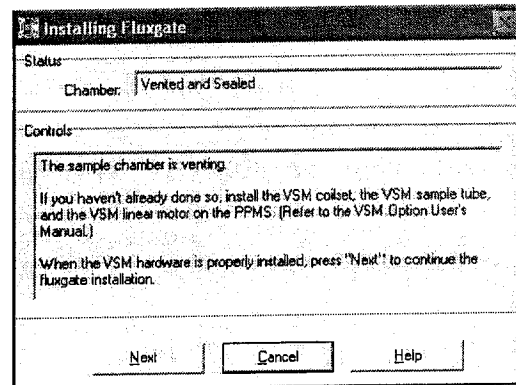 Installing Fluxgate
Status
Chamber: Vented and Sealed
Controls
The sample chamber is venting.
If you haven't already done so, install the VSM coilset, the VSM sample tube,
and the VSM linear motor on the PPMS. (Refer to the VSM Option User's
Manual.)
When the VSM hardware is properly installed, press "Next" to continue the
fluxgate installation.
Next Cancel Help